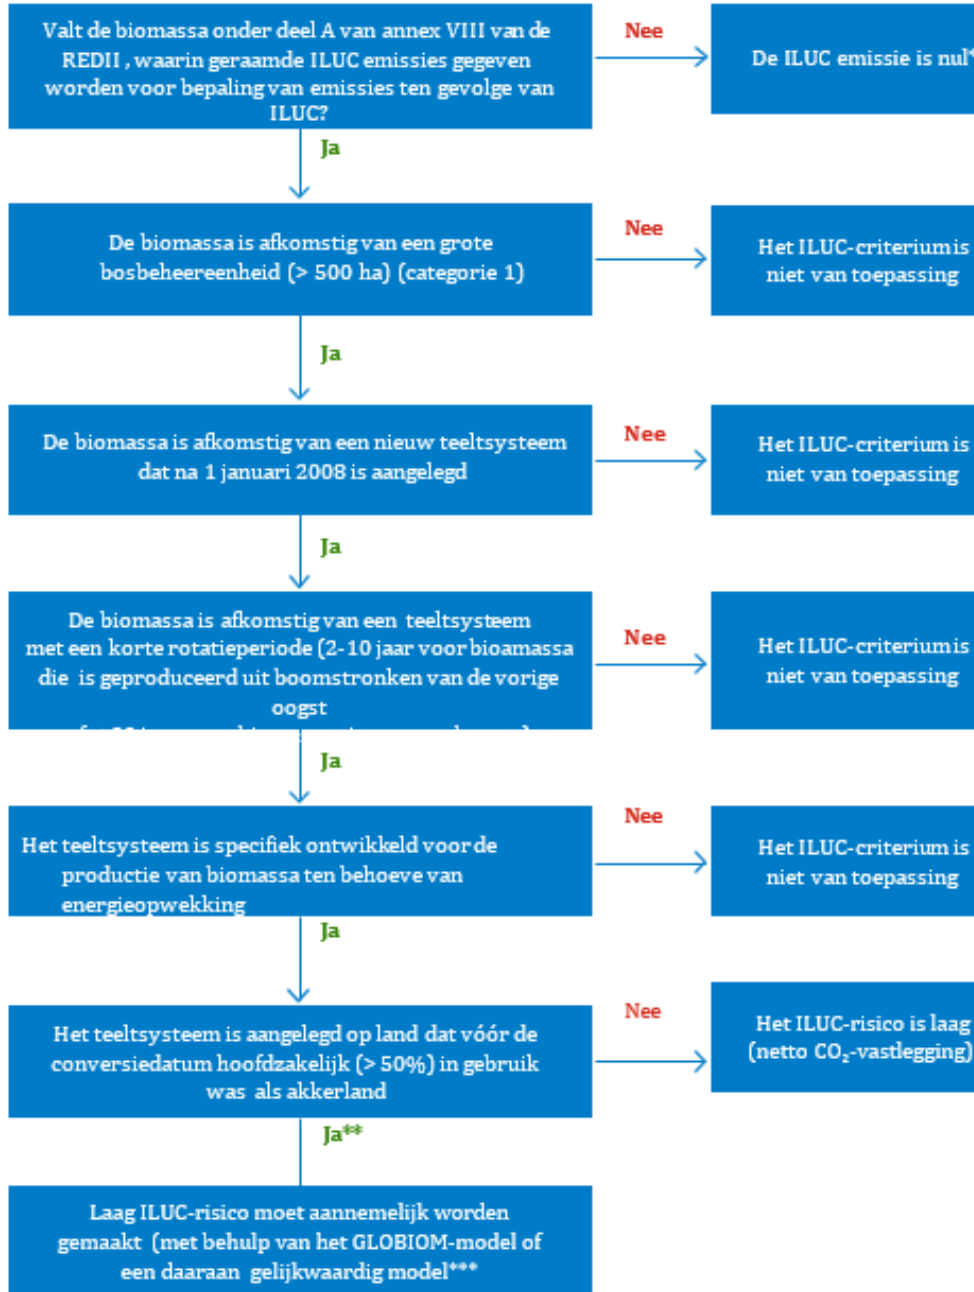 Valt de biomassa onder deel A van annex VIII van de
REDII , waarin geraamde ILUC emissies gegeven
worden voor bepaling van emissies ten gevolge van
ILUC?
Nee
De ILUC emissie is nul*
Ja
De biomassa is afkomstig van een grote
bosbeheereenheid (> 500 ha) (categorie 1)
Nee
Het ILUC-criterium is
niet van toepassing
Ja
De biomassa is afkomstig van een nieuw teeltsysteem
dat na 1 januari 2008 is aangelegd
Nee
Het ILUC-criterium is
niet van toepassing
Ja
De biomassa is afkomstig van een teeltsysteem
met een korte rotatieperiode (2-10 jaar voor bioamassa
die is geproduceerd uit boomstronken van de vorige
oogst
Nee
Het ILUC-criterium is
niet van toepassing
Ja
Het teeltsysteem is specifiek ontwikkeld voor de
productie van biomassa ten behoeve van
energieopwekking
Nee
Het ILUC-criterium is
niet van toepassing
Ja
Het teeltsysteem is aangelegd op land dat vóór de
conversiedatum hoofdzakelijk (> 50%) in gebruik
was als akkerland
Nee
Het ILUC-risico is laag
(netto CO₂-vastlegging)
Ja**
Laag ILUC-risico moet aannemelijk worden
gemaakt (met behulp van het GLOBIOM-model of
een daaraan gelijkwaardig model***